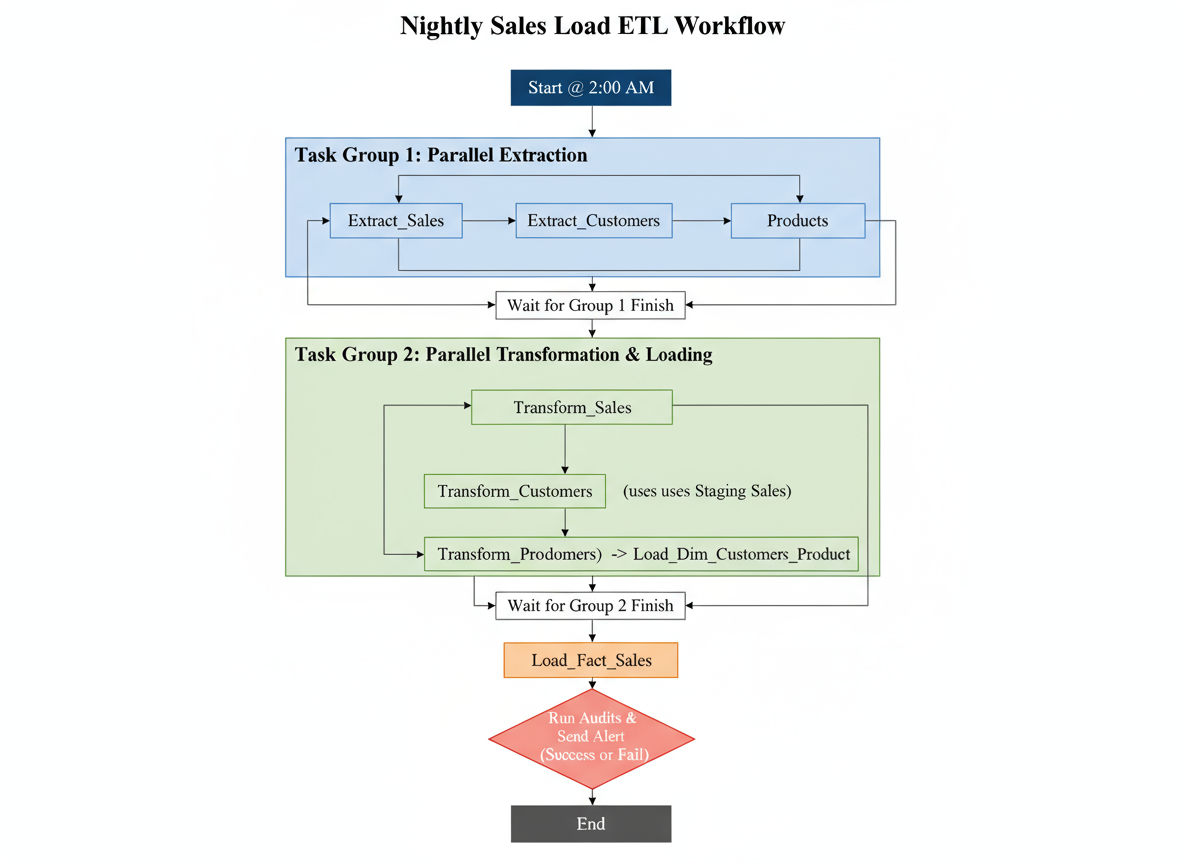 Nightly Sales Load ETL Workflow
Start @ 2:00 AM
Task Group 1: Parallel Extraction
Extract_Sales
Extract_Customers
Products
Wait for Group 1 Finish
Task Group 2: Parallel Transformation & Loading
Transform_Sales
Transform_Customers
(uses uses Staging Sales)
Transform_Prodomers) -> Load_Dim_Customers_Product
Wait for Group 2 Finish
Load_Fact_Sales
Run Audits &
Send Alert
(Success or Fail)
End